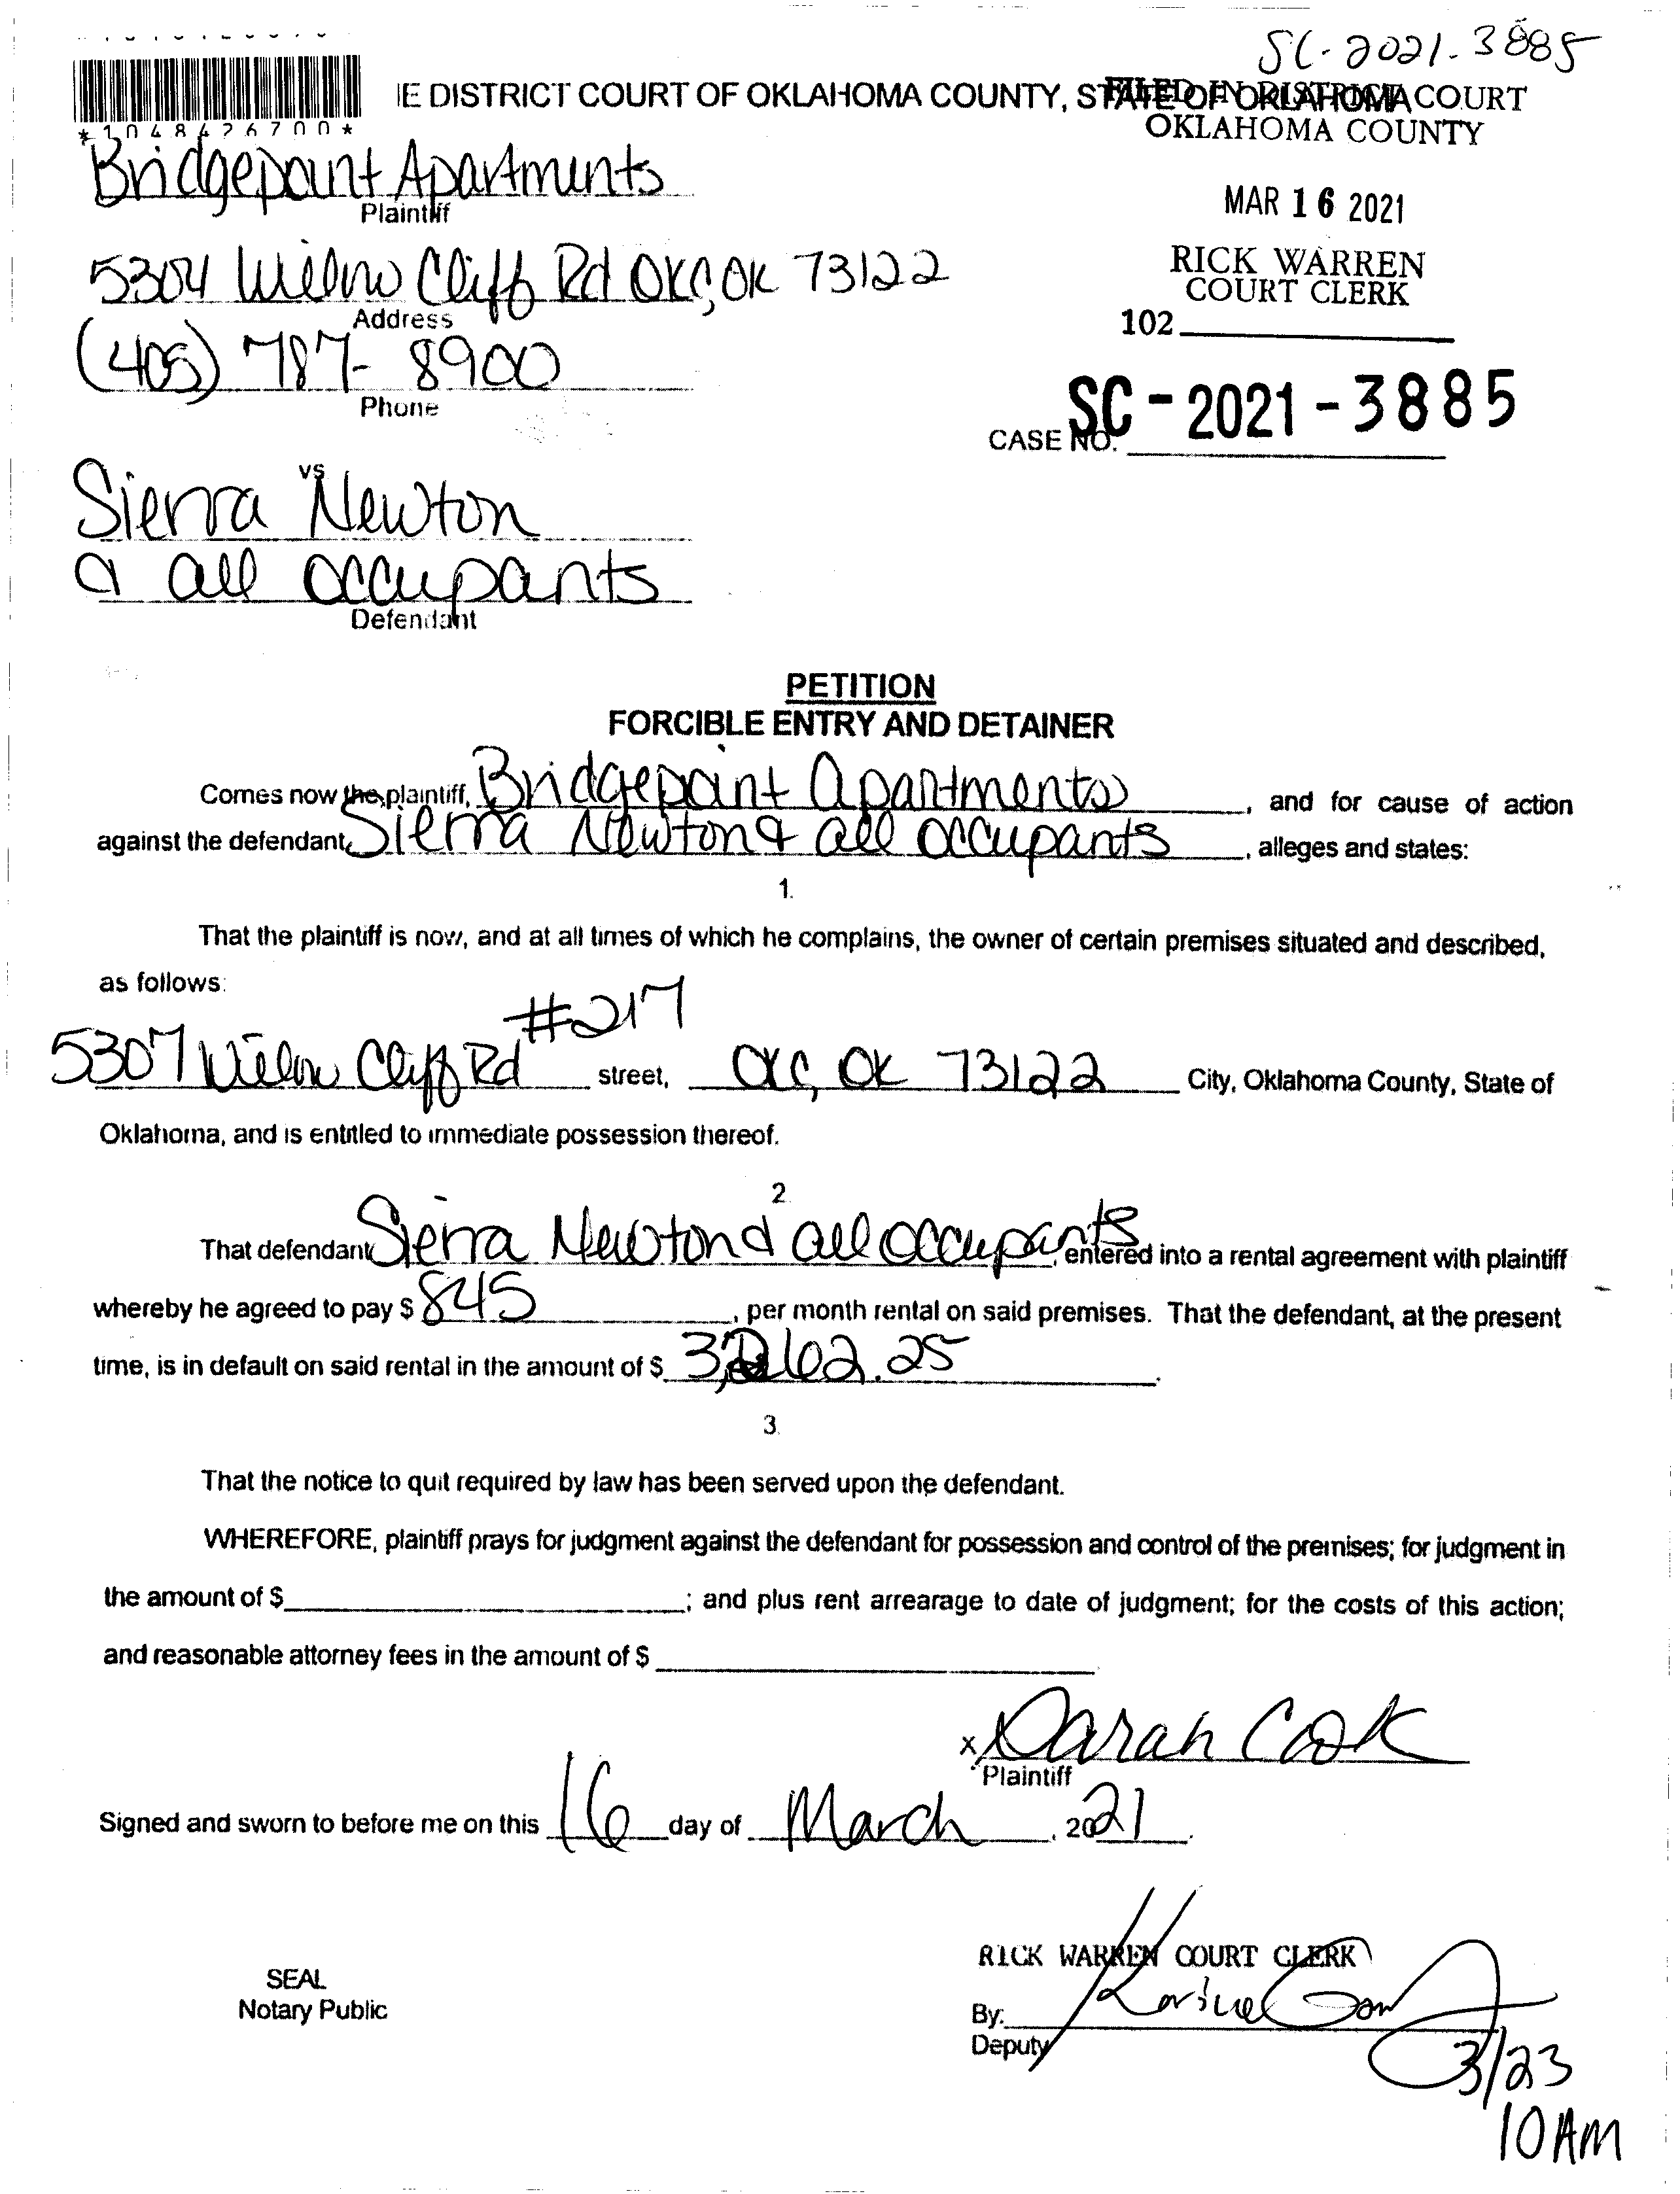 SC-2021-3885
IE DISTRICT COURT OF OKLAHOMA COUNTY, STATE OF OKLAHOMA
FILED IN DISTRICT COURT
OKLAHOMA COUNTY
*1048426700*
Bridgepoint Apartments
Plaintiff
MAR 16 2021
5304 Willow Cliff Rd OKC, OK 73122
Address
RICK WARREN
COURT CLERK
102
(405) 787-8900
Phone
CASE NO. SC-2021-3885
vs
Sierra Newton
& all occupants
Defendant
PETITION
FORCIBLE ENTRY AND DETAINER
Comes now the plaintiff, Bridgepoint Apartments, and for cause of action
against the defendant, Sierra Newton & all occupants, alleges and states:
1.
That the plaintiff is now, and at all times of which he complains, the owner of certain premises situated and described,
as follows:
5307 Willow Cliff Rd #217 street, OKC, OK 73122 City, Oklahoma County, State of
Oklahoma, and is entitled to immediate possession thereof.
2.
That defendant Sierra Newton & all occupants, entered into a rental agreement with plaintiff
whereby he agreed to pay $ 845, per month rental on said premises. That the defendant, at the present
time, is in default on said rental in the amount of $
3.
That the notice to quit required by law has been served upon the defendant.
WHEREFORE, plaintiff prays for judgment against the defendant for possession and control of the premises; for judgment in
the amount of $ ; and plus rent arrearage to date of judgment; for the costs of this action;
and reasonable attorney fees in the amount of $
x Sarah Cook
Plaintiff
Signed and sworn to before me on this 16 day of March, 2021.
RICK WARREN COURT CLERK
SEAL
Notary Public
By:
Deputy
3/23
10 AM